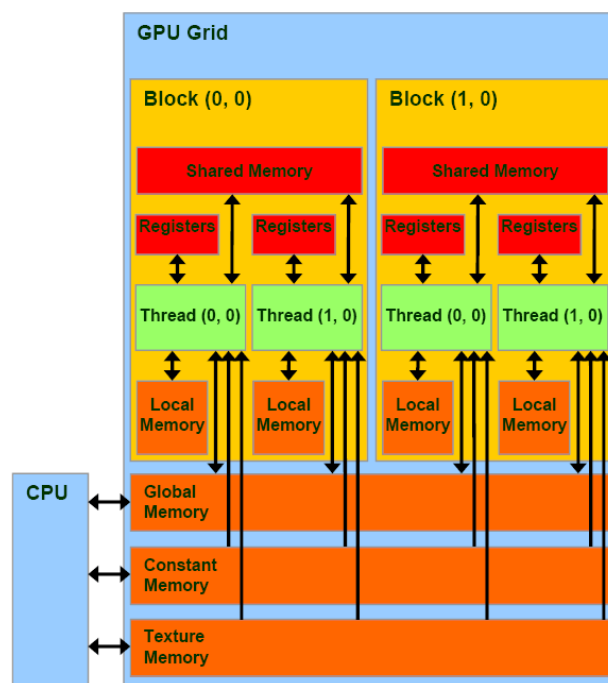 GPU Grid
Block (0, 0)
Block (1, 0)
Shared Memory
Shared Memory
Registers
Registers
Registers
Registers
Thread (0, 0)
Thread (1, 0)
Thread (0, 0)
Thread (1, 0)
Local
Memory
Local
Memory
Local
Memory
Local
Memory
CPU
Global
Memory
Constant
Memory
Texture
Memory